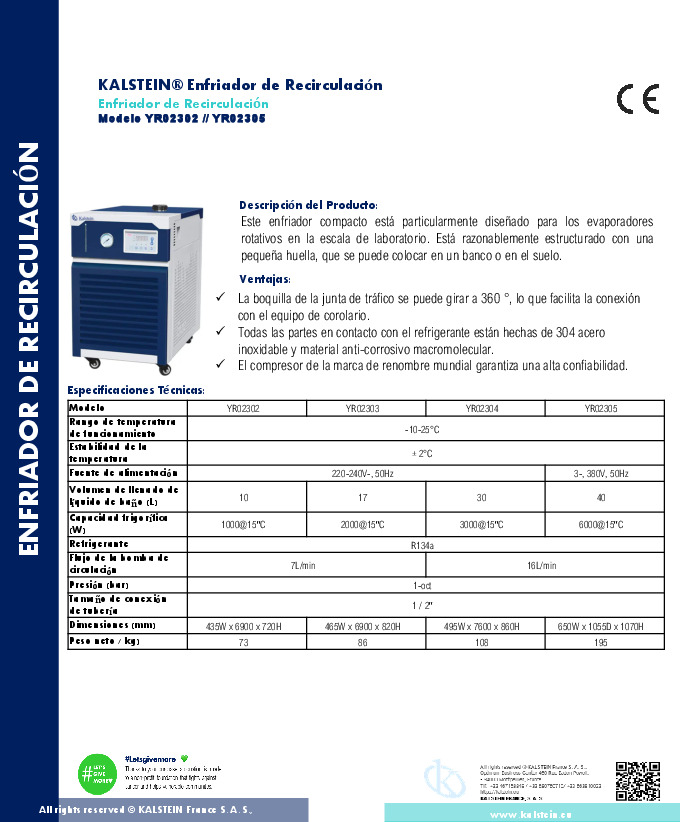 KALSTEIN® Enfriador de Recirculación
Enfriador de Recirculación
Modelo YR02302 // YR02305
CE
ENFRIADOR DE RECIRCULACIÓN
Kalstein
Descripción del Producto:
Este enfriador compacto está particularmente diseñado para los evaporadores
rotativos en la escala de laboratorio. Está razonablemente estructurado con una
pequeña huella, que se puede colocar en un banco o en el suelo.
Ventajas:
✓ La boquilla de la junta de tráfico se puede girar a 360 °, lo que facilita la conexión
con el equipo de corolario.
✓ Todas las partes en contacto con el refrigerante están hechas de 304 acero
inoxidable y material anti-corrosivo macromolecular.
✓ El compresor de la marca de renombre mundial garantiza una alta confiabilidad.
Especificaciones Técnicas:
Modelo YR02302 YR02303 YR02304 YR02305
Rango de temperatura
de funcionamiento -10-25°C
Estabilidad de la
temperatura ± 2°C
Fuente de alimentación 220-240V~, 50Hz 3~, 380V, 50Hz
Volumen de llenado de
líquido de baño (L) 10 17 30 40
Capacidad frigorífica
(W) 1000@15°C 2000@15°C 3000@15°C 6000@15°C
Refrigerante R134a
Flujo de la bomba de
circulación 7L/min 16L/min
Presión (bar) 1-oct
Tamaño de conexión
de tubería 1 / 2"
Dimensiones (mm) 435W x 6900 x 720H 465W x 6900 x 820H 495W x 7600 x 860H 650W x 1055D x 1070H
Peso neto / kg) 73 86 108 195
#Letsgivemore
# LET'S
GIVE
MONEY
All rights reserved © KALSTEIN France S. A. S.,
KALSTEIN FRANCE, S. A. S
All rights reserved © KALSTEIN France S. A. S.,
www.kalstein.eu